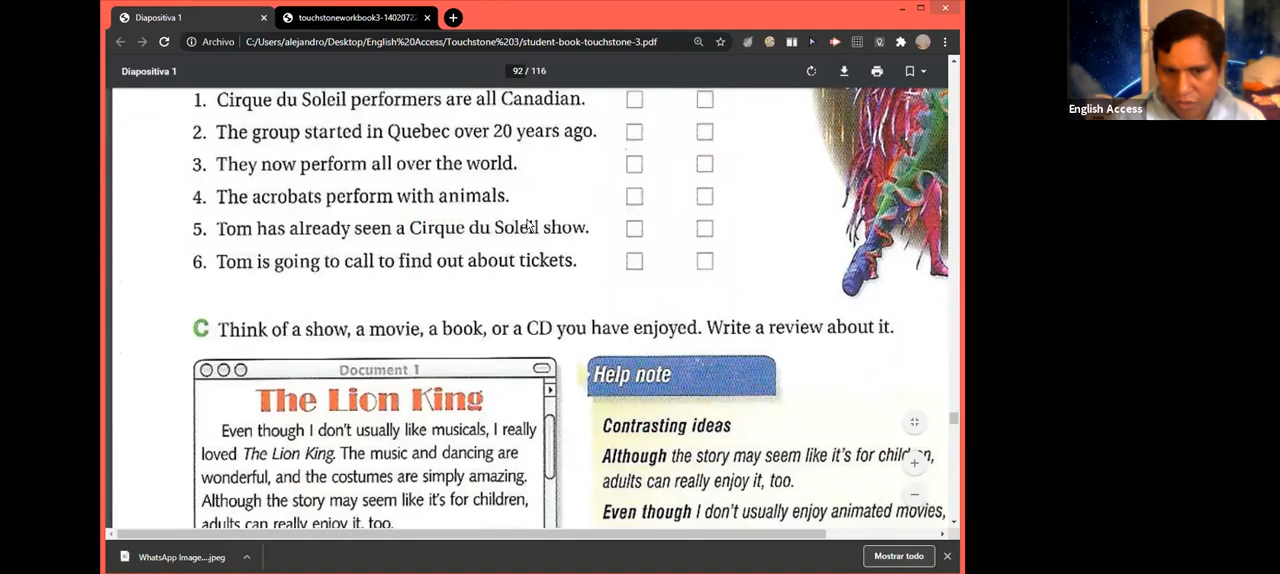 Diapositiva 1
touchstoneworkbook3-1402072
Archivo
C:/Users/alejandro/Desktop/English%20Access/Touchstone%203/student-book-touchstone-3.pdf
Diapositiva 1
92 / 116
English Access
1. Cirque du Soleil performers are all Canadian.
2. The group started in Quebec over 20 years ago.
3. They now perform all over the world.
4. The acrobats perform with animals.
5. Tom has already seen a Cirque du Soleil show.
6. Tom is going to call to find out about tickets.
C Think of a show, a movie, a book, or a CD you have enjoyed. Write a review about it.
Document 1
The Lion King
Even though I don't usually like musicals, I really
loved The Lion King. The music and dancing are
wonderful, and the costumes are simply amazing.
Although the story may seem like it's for children,
adults can really enjoy it, too.
Help note
Contrasting ideas
Although the story may seem like it's for children,
adults can really enjoy it, too.
Even though I don't usually enjoy animated movies,
WhatsApp Image....jpeg
Mostrar todo